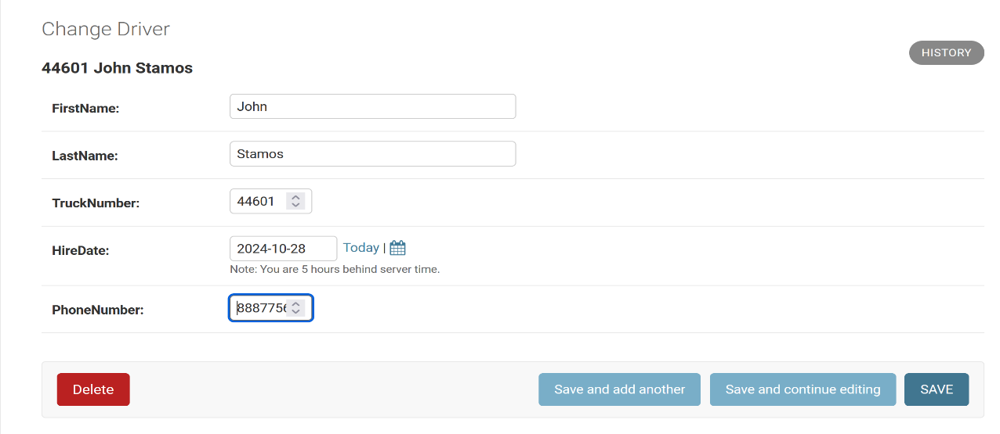 Change Driver
HISTORY
44601 John Stamos
FirstName: John
LastName: Stamos
TruckNumber: 44601
HireDate: 2024-10-28 Today |
Note: You are 5 hours behind server time.
PhoneNumber: 888775
Delete Save and add another Save and continue editing SAVE